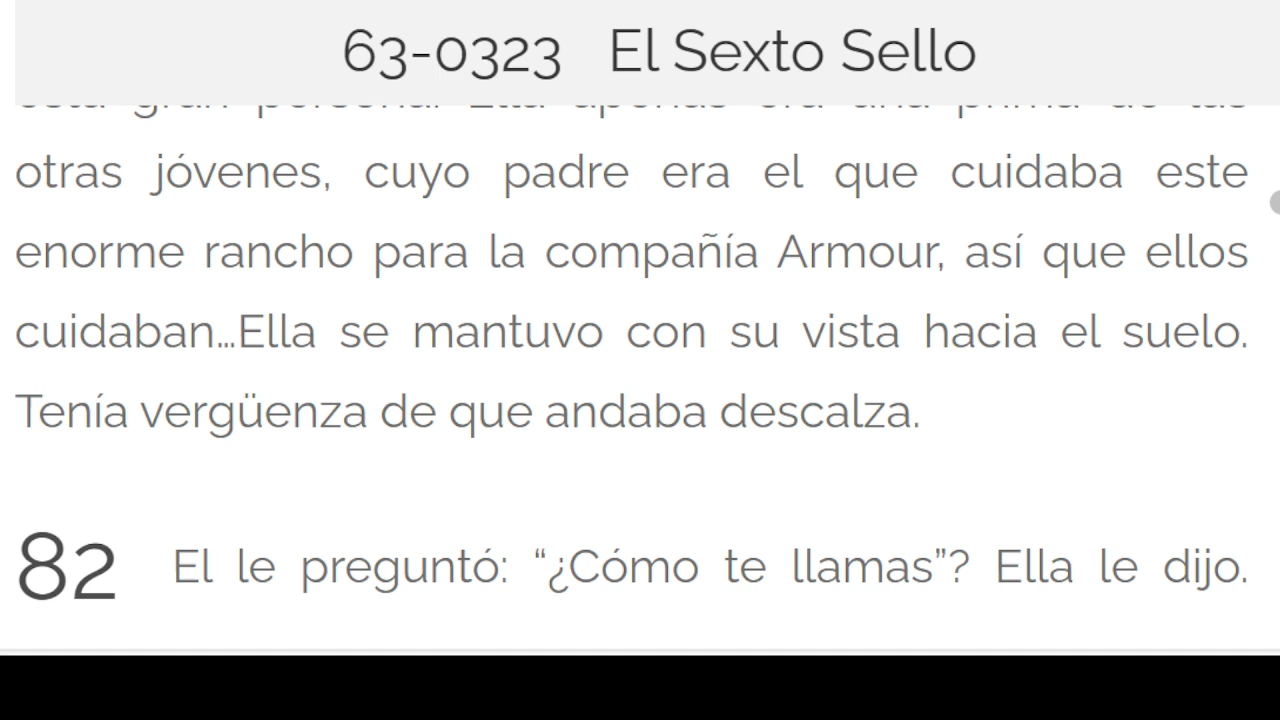 63-0323 El Sexto Sello
otras jóvenes, cuyo padre era el que cuidaba este
enorme rancho para la compañía Armour, así que ellos
cuidaban...Ella se mantuvo con su vista hacia el suelo.
Tenía vergüenza de que andaba descalza.
82 El le preguntó: “¿Cómo te llamas”? Ella le dijo.